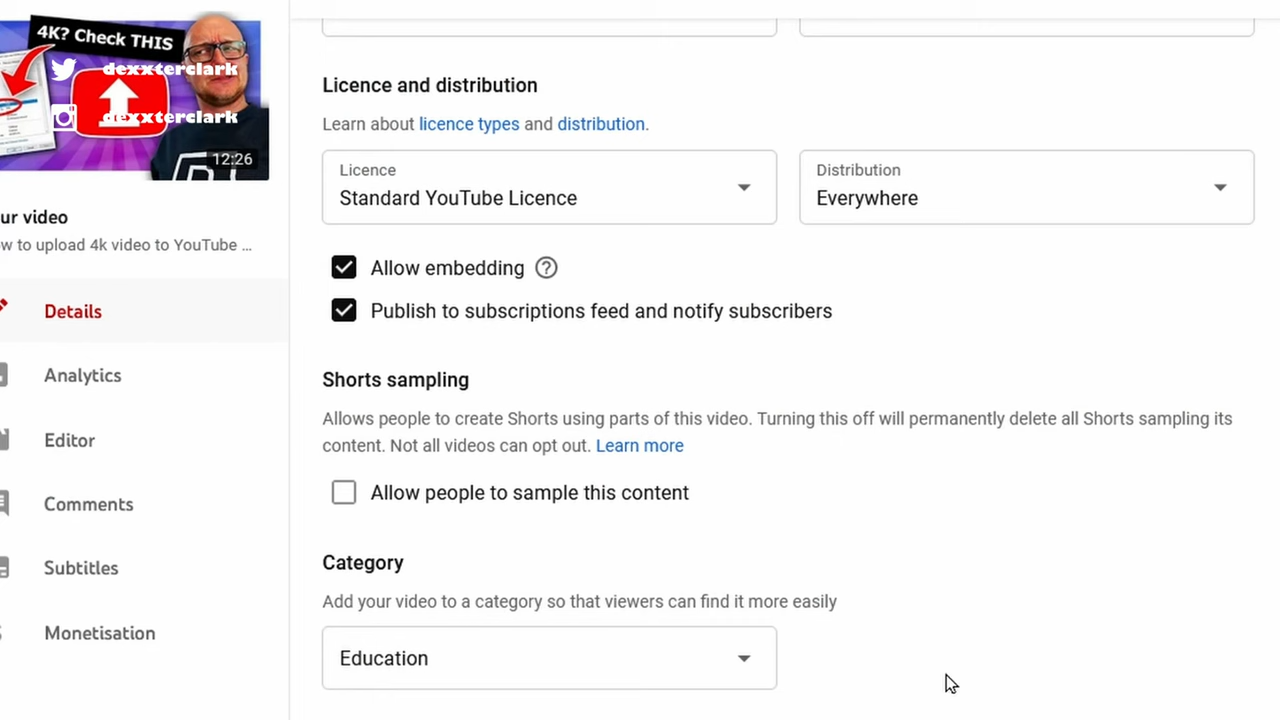 4K? Check THIS
dexxterclark
dexxterclark
12:26
ur video
w to upload 4k video to YouTube ...
Details
Analytics
Editor
Comments
Subtitles
Monetisation
Licence and distribution
Learn about licence types and distribution.
Licence
Standard YouTube Licence
Distribution
Everywhere
Allow embedding ?
Publish to subscriptions feed and notify subscribers
Shorts sampling
Allows people to create Shorts using parts of this video. Turning this off will permanently delete all Shorts sampling its
content. Not all videos can opt out. Learn more
Allow people to sample this content
Category
Add your video to a category so that viewers can find it more easily
Education